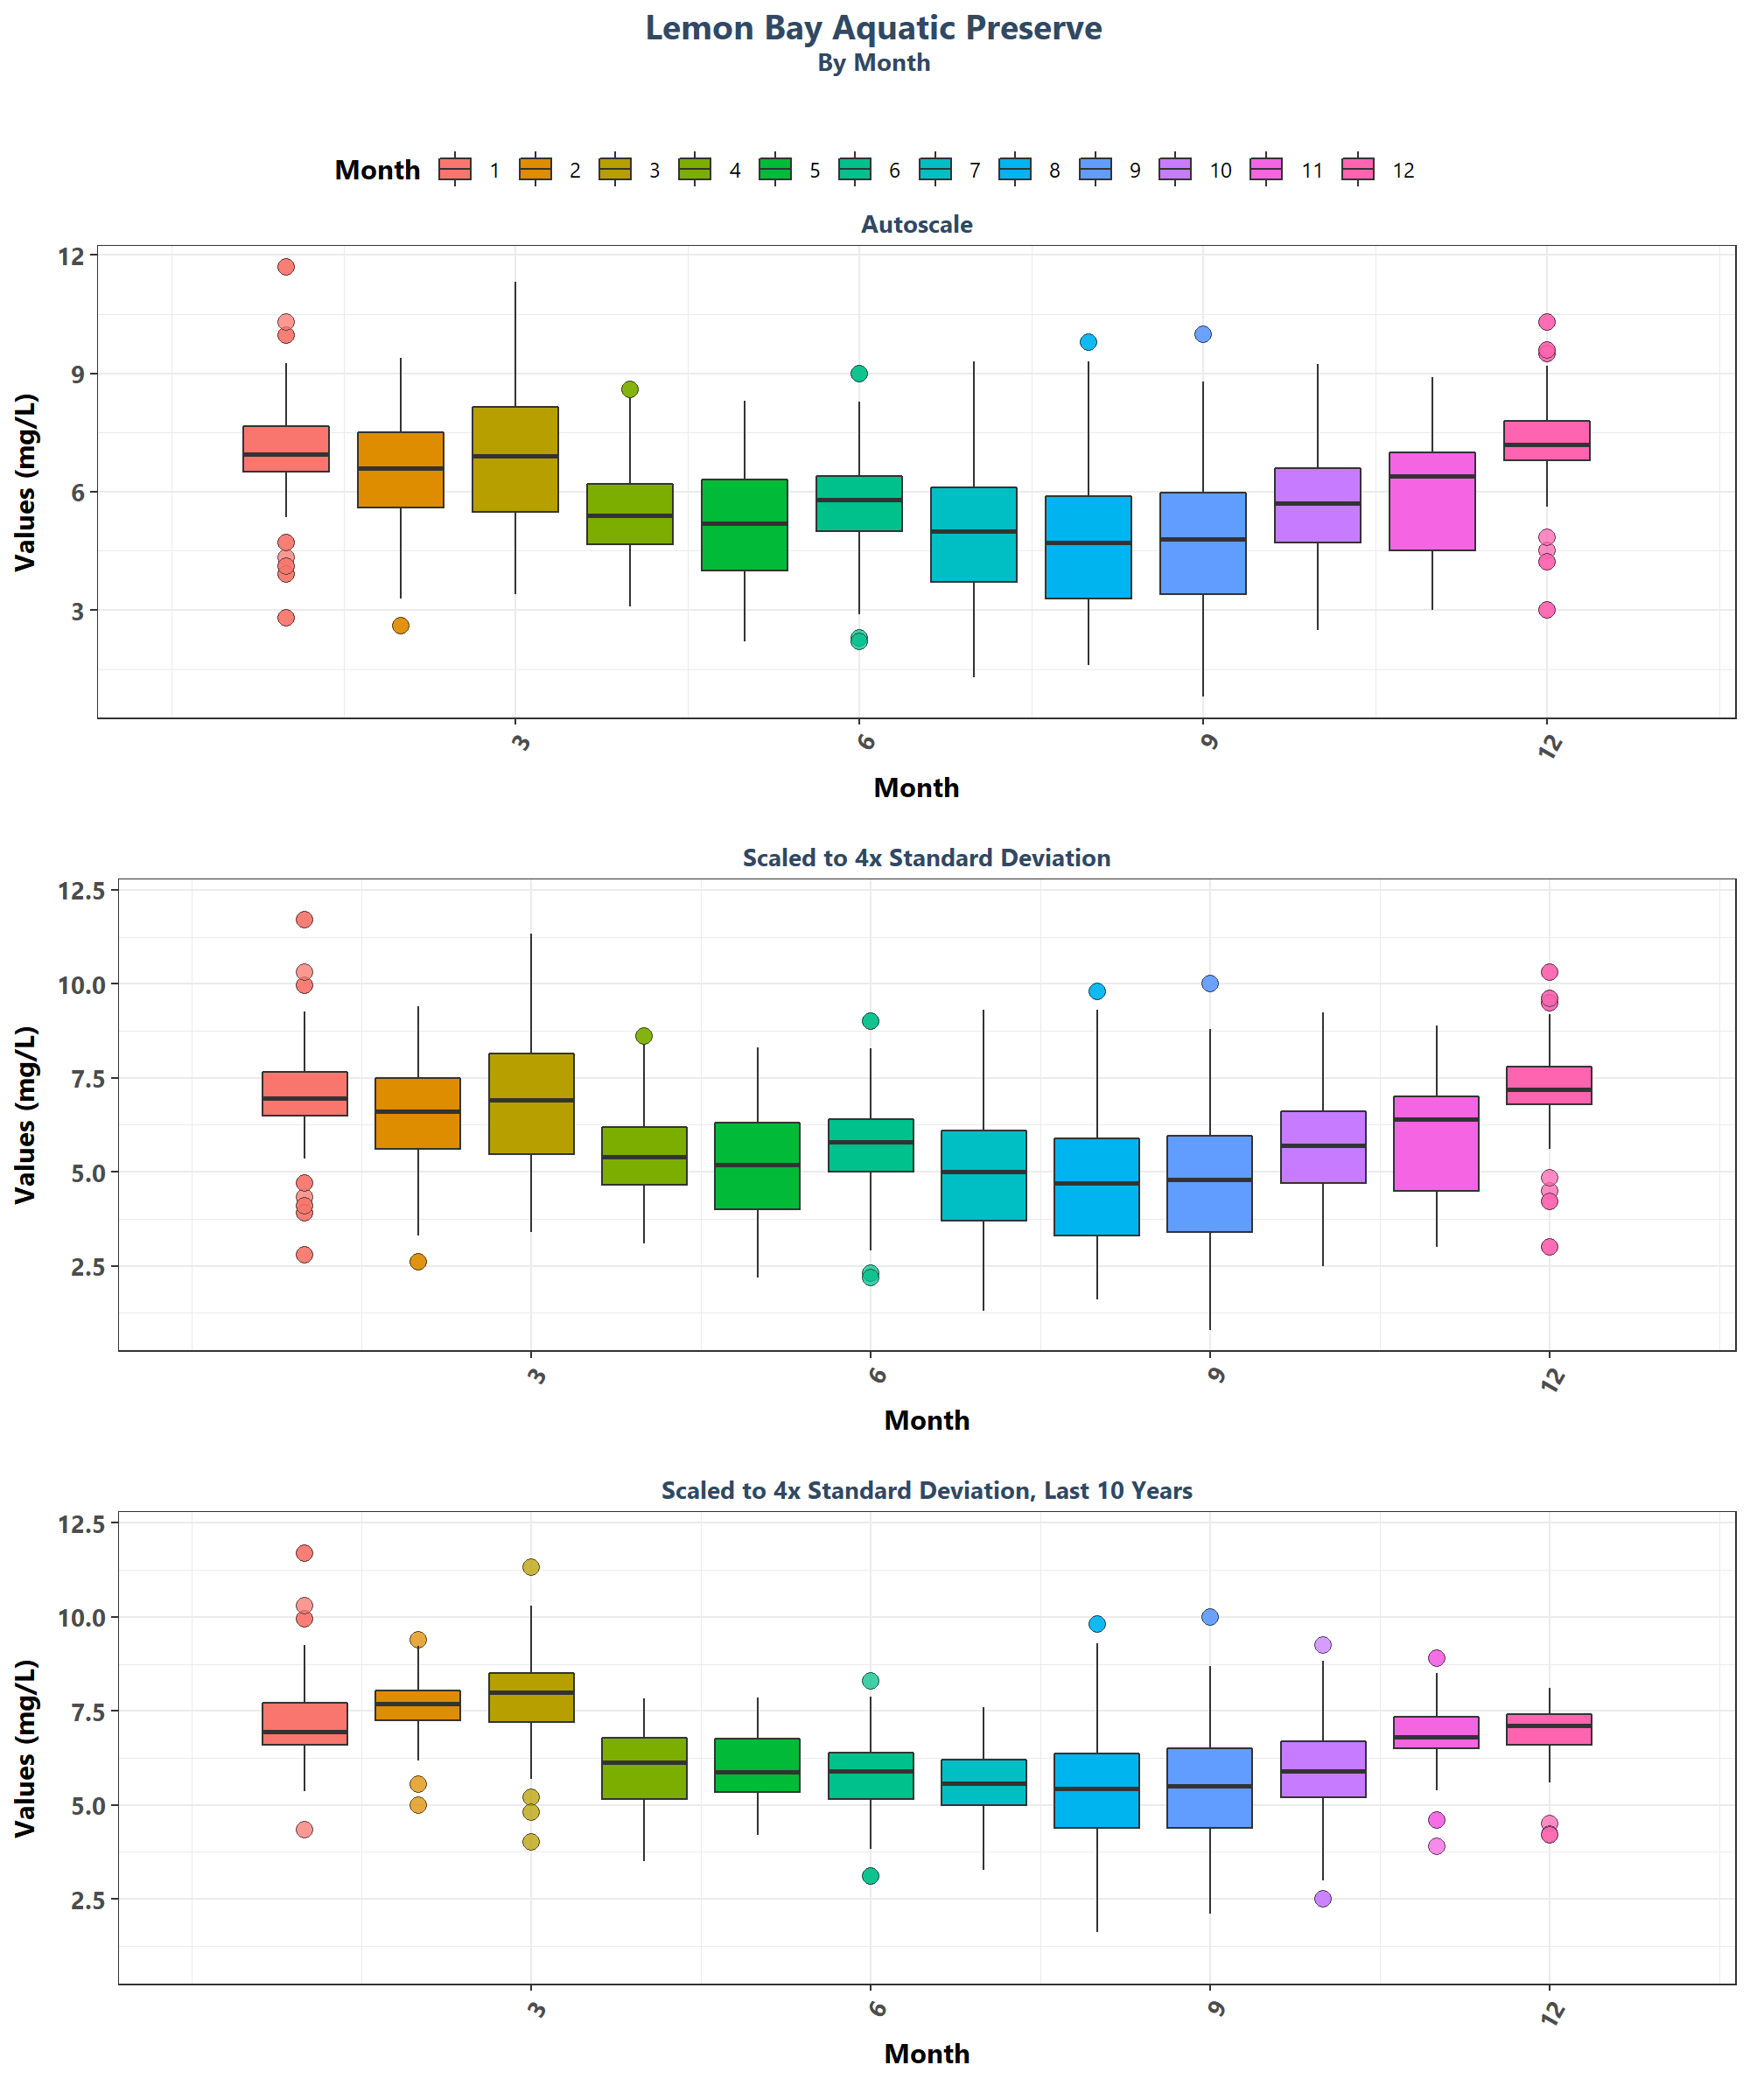 Lemon Bay Aquatic Preserve
By Month
Month 1 2 3 4 5 6 7 8 9 10 11 12
Autoscale
Values (mg/L)
12
9
6
3
3 6 9 12
Month
Scaled to 4x Standard Deviation
Values (mg/L)
12.5
10.0
7.5
5.0
2.5
3 6 9 12
Month
Scaled to 4x Standard Deviation, Last 10 Years
Values (mg/L)
12.5
10.0
7.5
5.0
2.5
3 6 9 12
Month